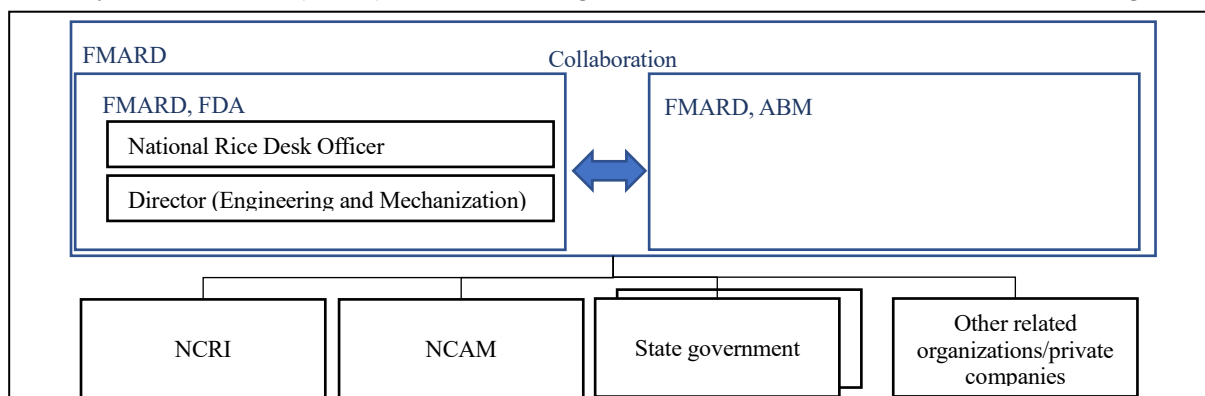 FMARD
Collaboration
FMARD, FDA
FMARD, ABM
National Rice Desk Officer
Director (Engineering and Mechanization)
NCRI
NCAM
State government
Other related
organizations/private
companies